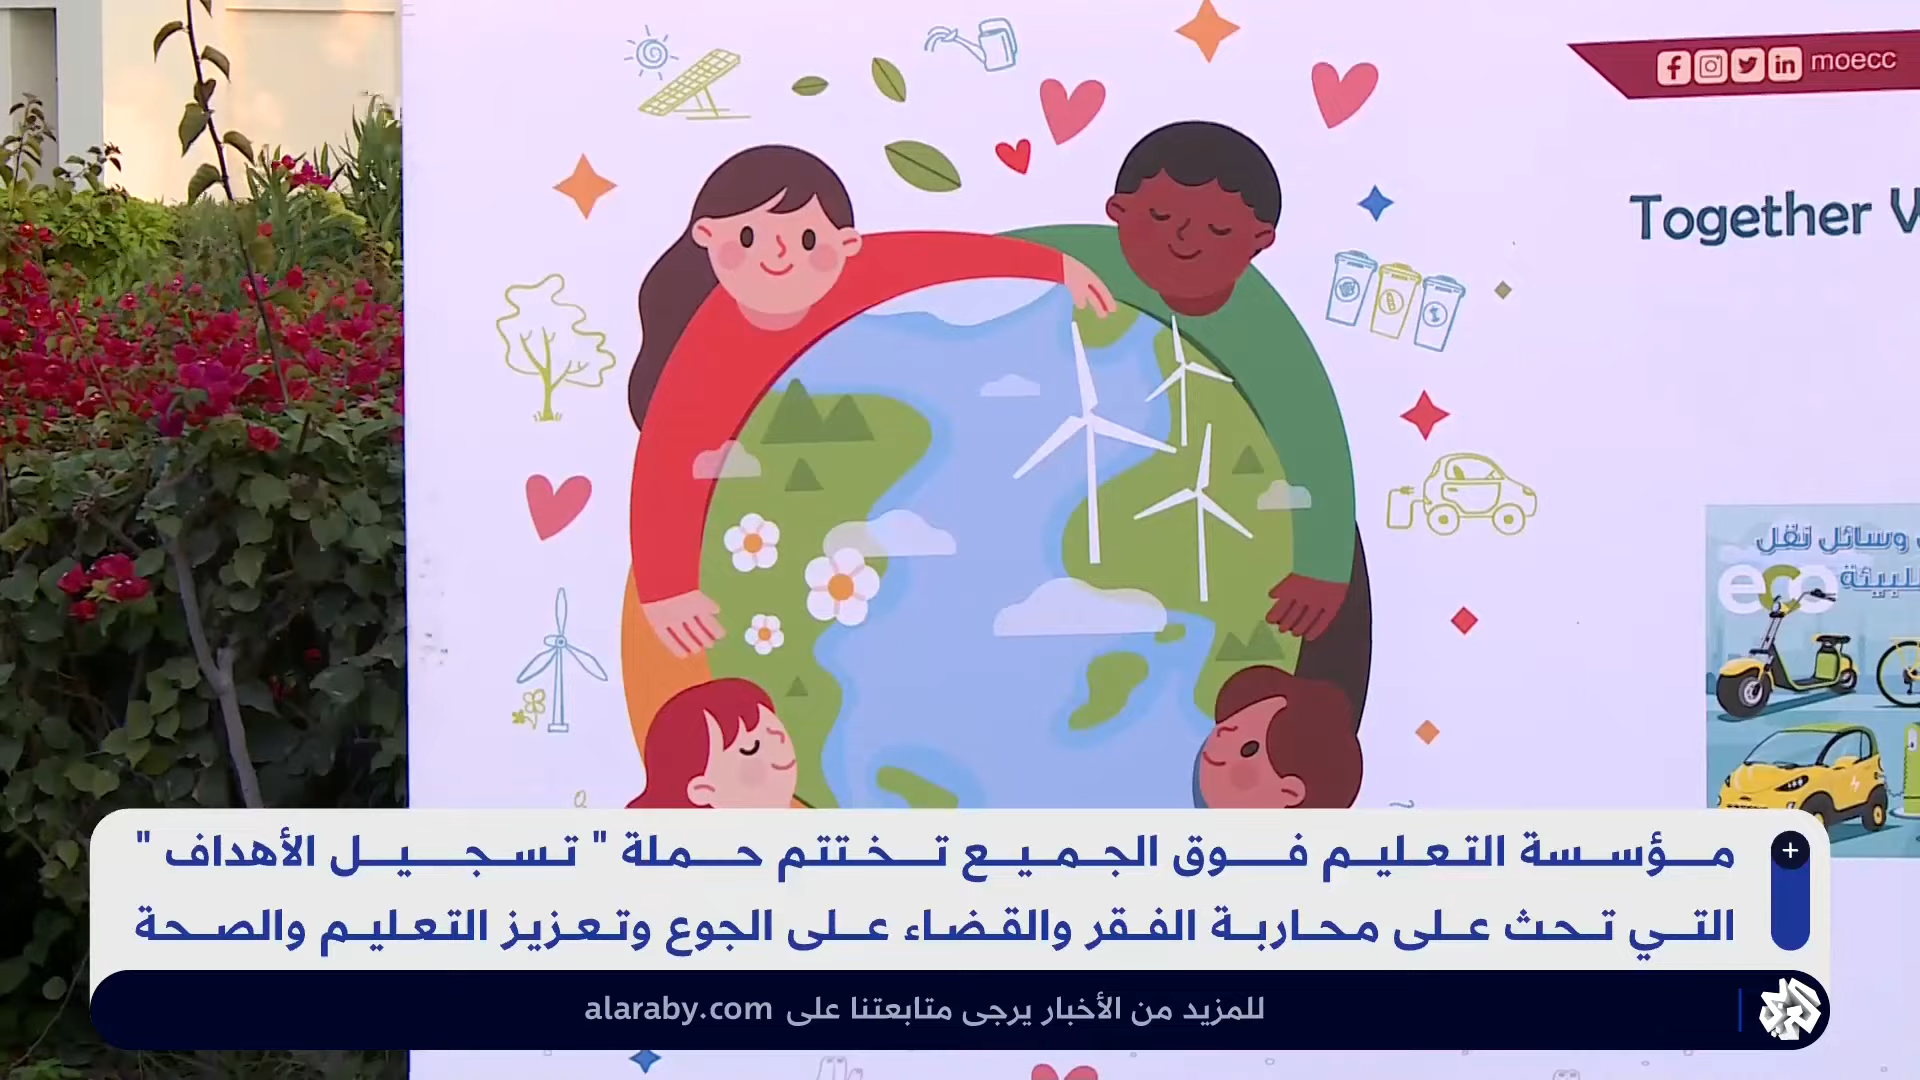 moecc
Together
وسائل نقل
eco
مؤسسة التعليم فوق الجميع تختتم حملة " تسجيل الأهداف "
التي تحث على محاربة الفقر والقضاء على الجوع وتعزيز التعليم والصحة
للمزيد من الأخبار يرجى متابعتنا على alaraby.com